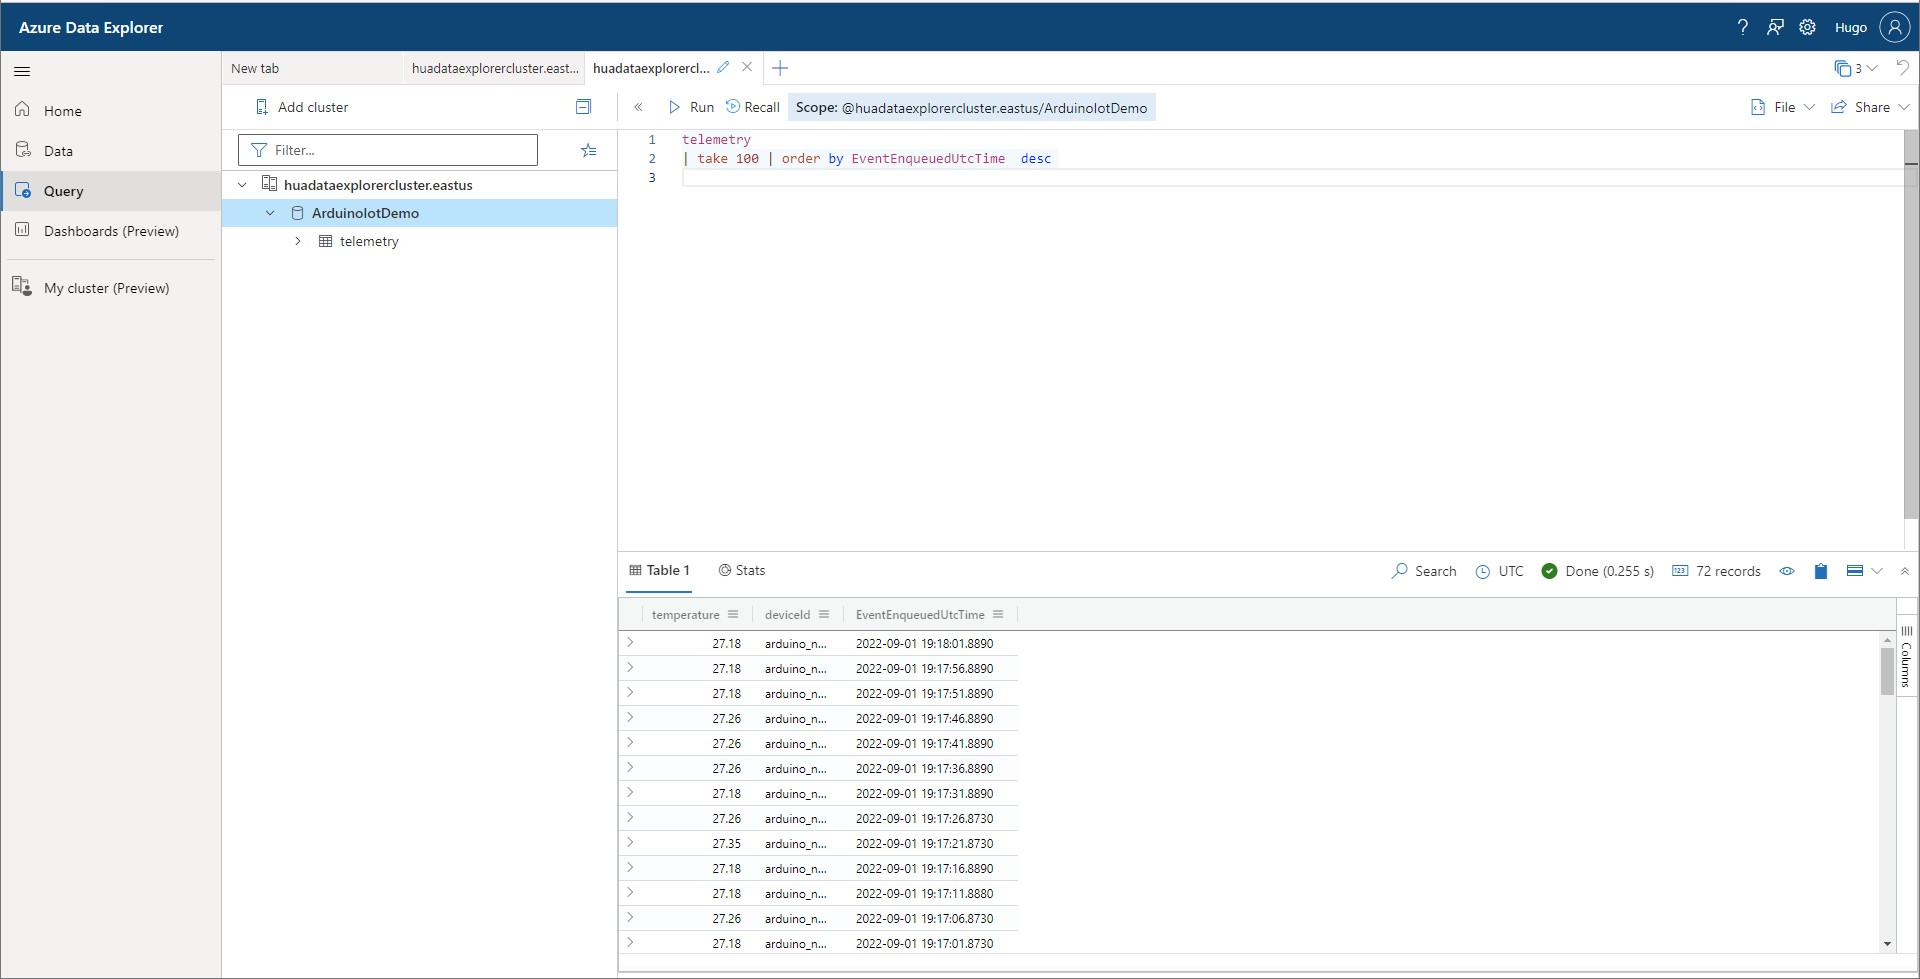 Azure Data Explorer
? Hugo
New tab
huadataexplorercluster.east...
huadataexplorercl...
3
Home
Data
Query
Dashboards (Preview)
My cluster (Preview)
Add cluster
Filter...
huadataexplorercluster.eastus
ArduinoIotDemo
telemetry
Run
Recall
Scope: @huadataexplorercluster.eastus/ArduinoIotDemo
File
Share
1 telemetry
2 | take 100 | order by EventEnqueuedUtcTime  desc
3
Table 1
Stats
Search
UTC
Done (0.255 s)
123 72 records
temperature deviceId EventEnqueuedUtcTime
27.18 arduino_n... 2022-09-01 19:18:01.8890
27.18 arduino_n... 2022-09-01 19:17:56.8890
27.18 arduino_n... 2022-09-01 19:17:51.8890
27.26 arduino_n... 2022-09-01 19:17:46.8890
27.26 arduino_n... 2022-09-01 19:17:41.8890
27.26 arduino_n... 2022-09-01 19:17:36.8890
27.18 arduino_n... 2022-09-01 19:17:31.8890
27.26 arduino_n... 2022-09-01 19:17:26.8730
27.35 arduino_n... 2022-09-01 19:17:21.8730
27.18 arduino_n... 2022-09-01 19:17:16.8890
27.18 arduino_n... 2022-09-01 19:17:11.8880
27.26 arduino_n... 2022-09-01 19:17:06.8730
27.18 arduino_n... 2022-09-01 19:17:01.8730
Columns